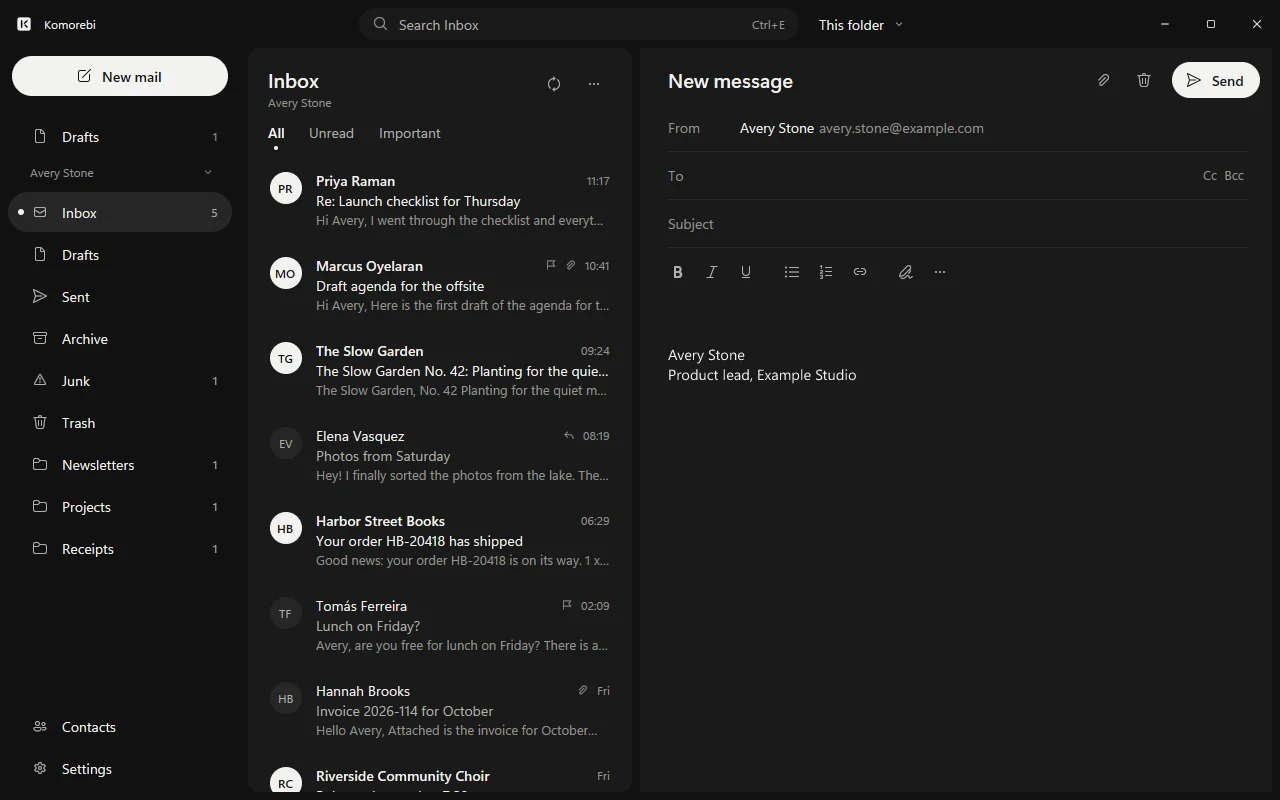 Komorebi
Search Inbox
Ctrl+E
This folder
New mail
Drafts 1
Avery Stone
Inbox 5
Drafts
Sent
Archive
Junk 1
Trash
Newsletters 1
Projects 1
Receipts 1
Contacts
Settings
Inbox
Avery Stone
All Unread Important
PR
Priya Raman 11:17
Re: Launch checklist for Thursday
Hi Avery, I went through the checklist and everyt...
MO
Marcus Oyelaran 10:41
Draft agenda for the offsite
Hi Avery, Here is the first draft of the agenda for t...
TG
The Slow Garden 09:24
The Slow Garden No. 42: Planting for the quie...
The Slow Garden, No. 42 Planting for the quiet m...
EV
Elena Vasquez 08:19
Photos from Saturday
Hey! I finally sorted the photos from the lake. The...
HB
Harbor Street Books 06:29
Your order HB-20418 has shipped
Good news: your order HB-20418 is on its way. 1 x...
TF
Tomás Ferreira 02:09
Lunch on Friday?
Avery, are you free for lunch on Friday? There is a...
HB
Hannah Brooks Fri
Invoice 2026-114 for October
Hello Avery, Attached is the invoice for October...
RC
Riverside Community Choir Fri
New message
Send
From Avery Stone avery.stone@example.com
To Cc Bcc
Subject
B I U
Avery Stone
Product lead, Example Studio